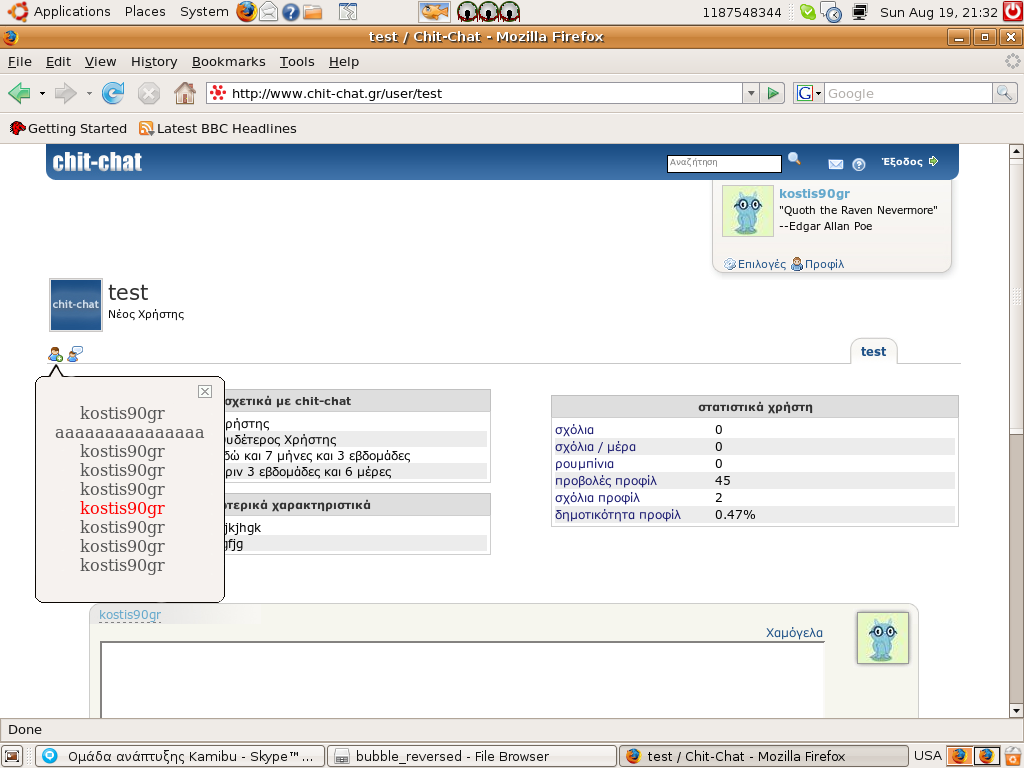 Applications Places System 1187548344 Sun Aug 19, 21:32
test / Chit-Chat - Mozilla Firefox
File Edit View History Bookmarks Tools Help
http://www.chit-chat.gr/user/test G Google
Getting Started Latest BBC Headlines
chit-chat Αναζήτηση Έξοδος
kostis90gr
"Quoth the Raven Nevermore"
--Edgar Allan Poe
Επιλογές Προφίλ
chit-chat test
Νέος Χρήστης
test
kostis90gr
aaaaaaaaaaaaaaa
kostis90gr
kostis90gr
kostis90gr
kostis90gr
kostis90gr
kostis90gr
kostis90gr
σχετικά με chit-chat
ρήστης
υδέτερος Χρήστης
δώ και 7 μήνες και 3 εβδομάδες
ριν 3 εβδομάδες και 6 μέρες
τερικά χαρακτηριστικά
jkjhgk
gfjg
στατιστικά χρήστη
σχόλια 0
σχόλια / μέρα 0
ρουμπίνια 0
προβολές προφίλ 45
σχόλια προφίλ 2
δημοτικότητα προφίλ 0.47%
kostis90gr
Χαμόγελα
Done
Ομάδα ανάπτυξης Kamibu - Skype™... bubble_reversed - File Browser test / Chit-Chat - Mozilla Firefox USA